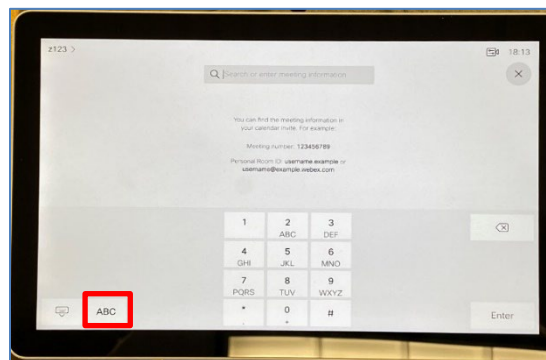 z123
18:13
Search or enter meeting information
You can find the meeting information in
your calendar invite. For example:
Meeting number: 123456789
Personal Room ID: username.example or
username@example.webex.com
1
2
3
ABC
DEF
4
5
6
GHI
JKL
MNO
7
8
9
PQRS
TUV
WXYZ
*
0
#
.
+
ABC
Enter